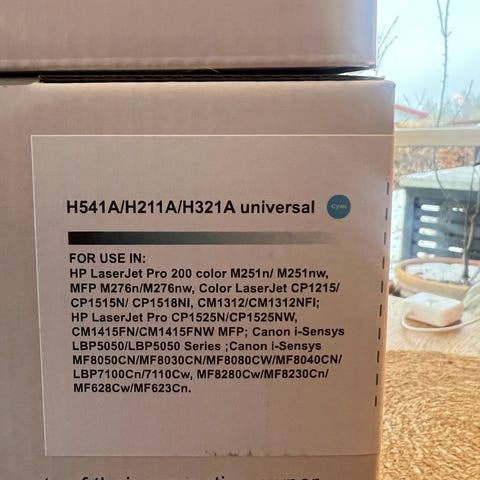 H541A/H211A/H321A universal Cyan
FOR USE IN:
HP LaserJet Pro 200 color M251n/ M251nw,
MFP M276n/M276nw, Color LaserJet CP1215/
CP1515N/ CP1518NI, CM1312/CM1312NFI;
HP LaserJet Pro CP1525N/CP1525NW,
CM1415FN/CM1415FNW MFP; Canon i-Sensys
LBP5050/LBP5050 Series ;Canon i-Sensys
MF8050CN/MF8030CN/MF8080CW/MF8040CN/
LBP7100Cn/7110Cw, MF8280Cw/MF8230Cn/
MF628Cw/MF623Cn.